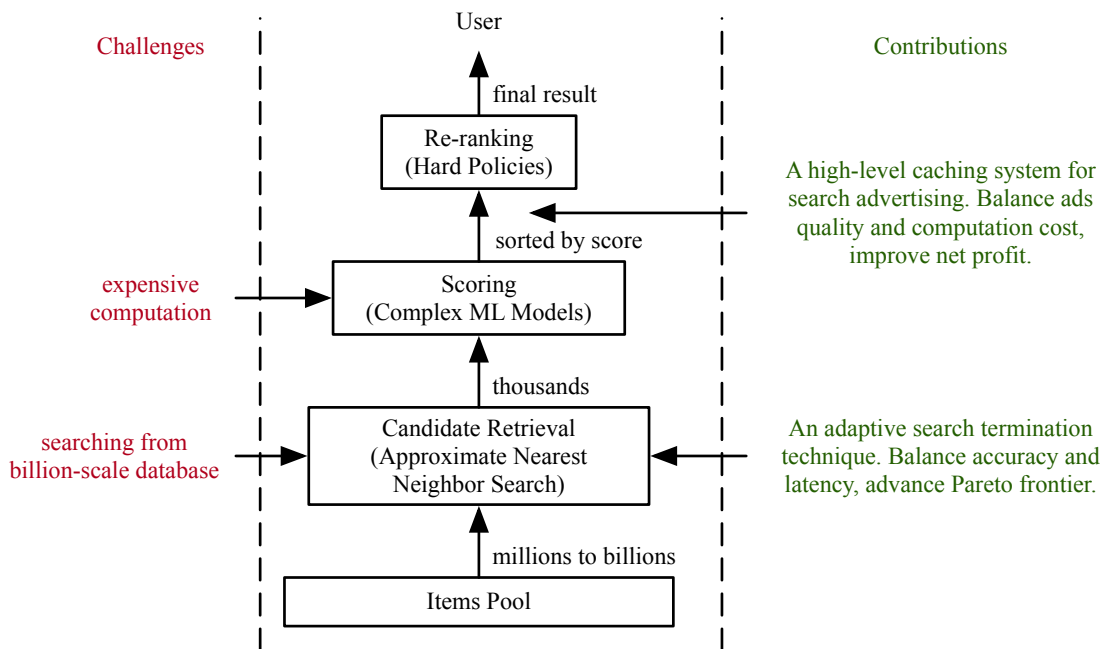 User
Challenges
Contributions
final result
Re-ranking
(Hard Policies)
A high-level caching system for
search advertising. Balance ads
quality and computation cost,
improve net profit.
sorted by score
expensive
computation
Scoring
(Complex ML Models)
thousands
searching from
billion-scale database
Candidate Retrieval
(Approximate Nearest
Neighbor Search)
An adaptive search termination
technique. Balance accuracy and
latency, advance Pareto frontier.
millions to billions
Items Pool